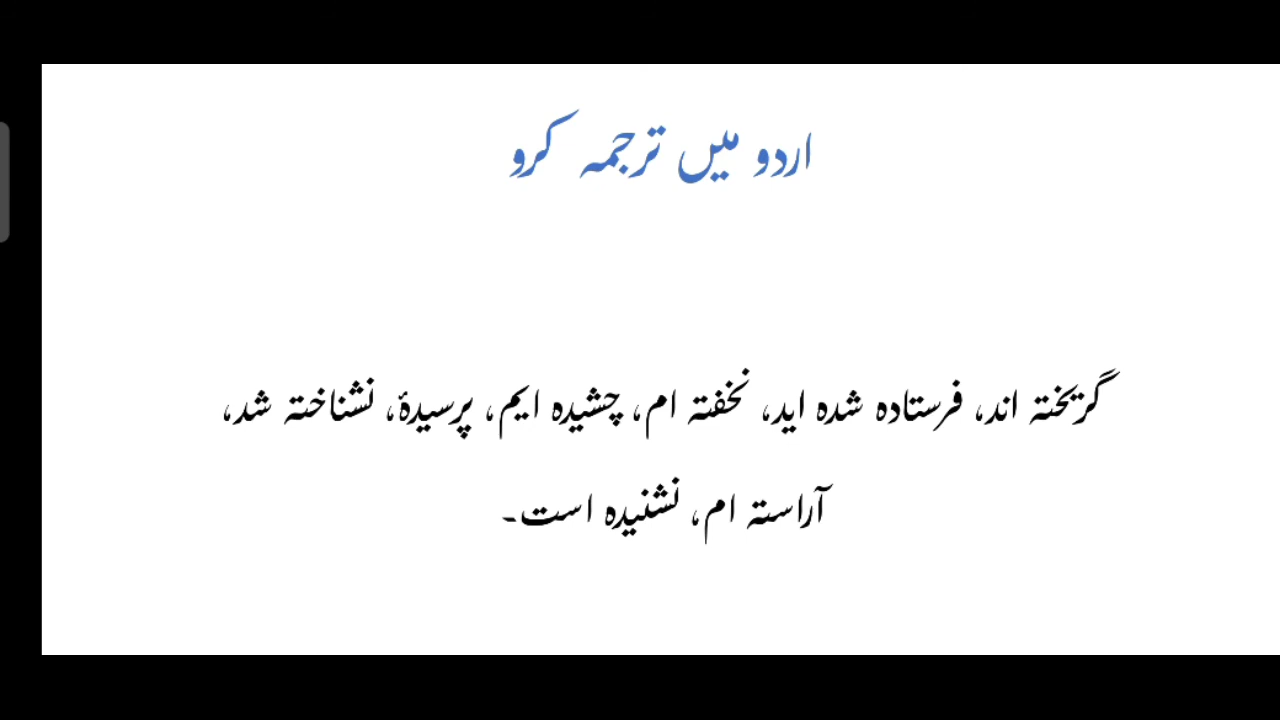 اردو میں ترجمہ کرو
گریختہ اند، فرستادہ شدہ اید، نخفتہ ام، چشیدہ ایم، پرسیدۂ، نشناختہ شد،
آراستہ ام، نشنیدہ است۔